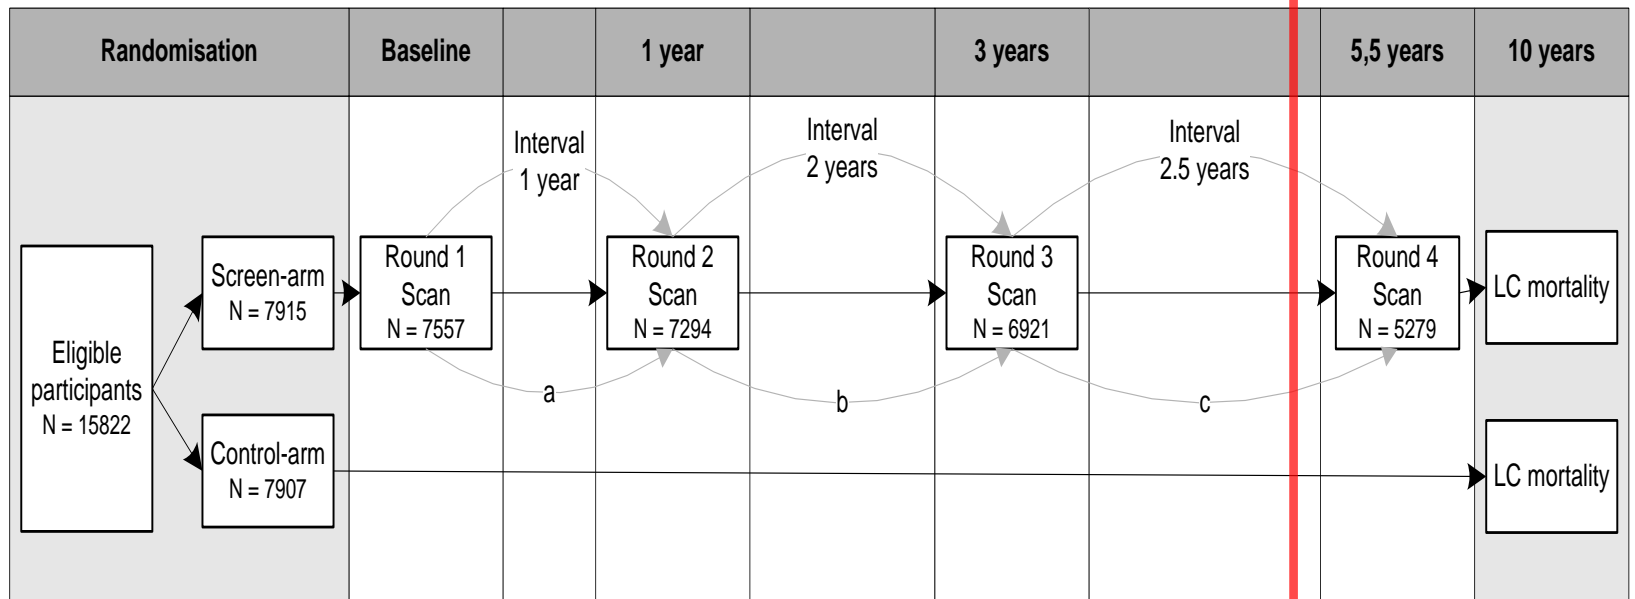 Randomisation
Baseline
1 year
3 years
5,5 years
10 years
Interval
1 year
Interval
2 years
Interval
2.5 years
Eligible
participants
N = 15822
Screen-arm
N = 7915
Control-arm
N = 7907
Round 1
Scan
N = 7557
Round 2
Scan
N = 7294
Round 3
Scan
N = 6921
Round 4
Scan
N = 5279
LC mortality
a
b
c
LC mortality